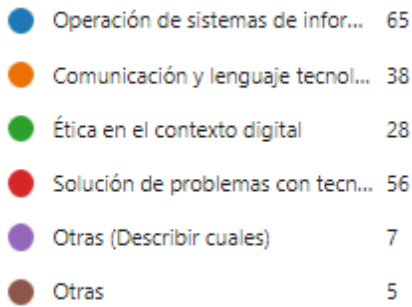 Operación de sistemas de infor... 65
Comunicación y lenguaje tecnol... 38
Ética en el contexto digital 28
Solución de problemas con tecn... 56
Otras (Describir cuales) 7
Otras 5